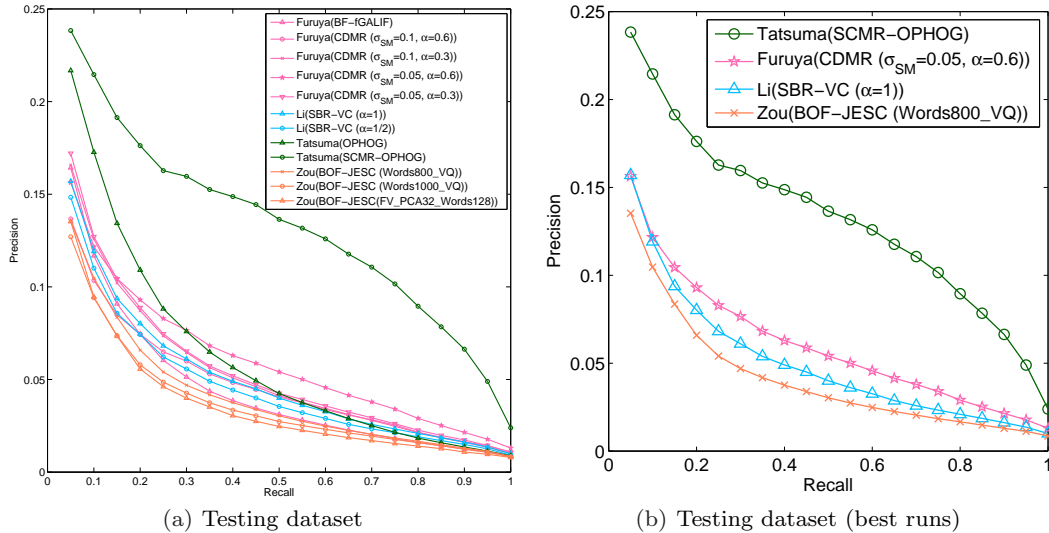 0.25
0.2
0.15
0.1
0.05
0
Precision
0 0.1 0.2 0.3 0.4 0.5 0.6 0.7 0.8 0.9 1
Recall
Furuya(BF−fGALIF)
Furuya(CDMR (σSM=0.1, α=0.6))
Furuya(CDMR (σSM=0.1, α=0.3))
Furuya(CDMR (σSM=0.05, α=0.6))
Furuya(CDMR (σSM=0.05, α=0.3))
Li(SBR−VC (α=1))
Li(SBR−VC (α=1/2))
Tatsuma(OPHOG)
Tatsuma(SCMR−OPHOG)
Zou(BOF−JESC (Words800_VQ))
Zou(BOF−JESC (Words1000_VQ))
Zou(BOF−JESC(FV_PCA32_Words128))
(a) Testing dataset
0.25
0.2
0.15
0.1
0.05
0
Precision
0 0.2 0.4 0.6 0.8 1
Recall
Tatsuma(SCMR−OPHOG)
Furuya(CDMR (σSM=0.05, α=0.6))
Li(SBR−VC (α=1))
Zou(BOF−JESC (Words800_VQ))
(b) Testing dataset (best runs)